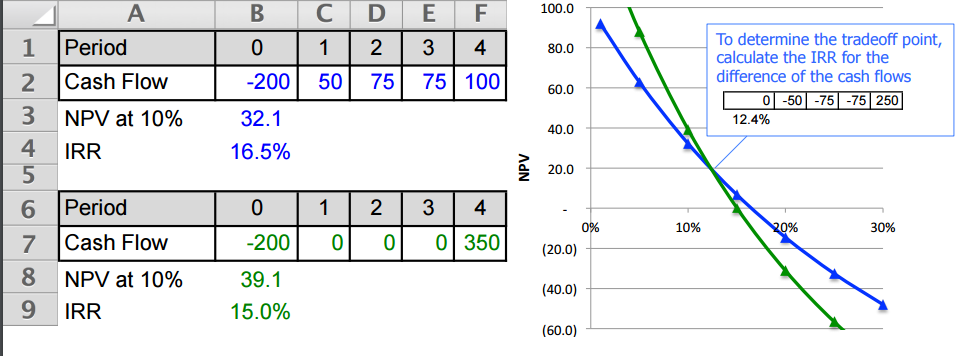 A B C D E F
1 Period 0 1 2 3 4
2 Cash Flow -200 50 75 75 100
3 NPV at 10% 32.1
4 IRR 16.5%
5
6 Period 0 1 2 3 4
7 Cash Flow -200 0 0 0 350
8 NPV at 10% 39.1
9 IRR 15.0%
NPV
100.0
80.0
60.0
40.0
20.0
-
(20.0)
(40.0)
(60.0)
0% 10% 20% 30%
To determine the tradeoff point,
calculate the IRR for the
difference of the cash flows
0 -50 -75 -75 250
12.4%